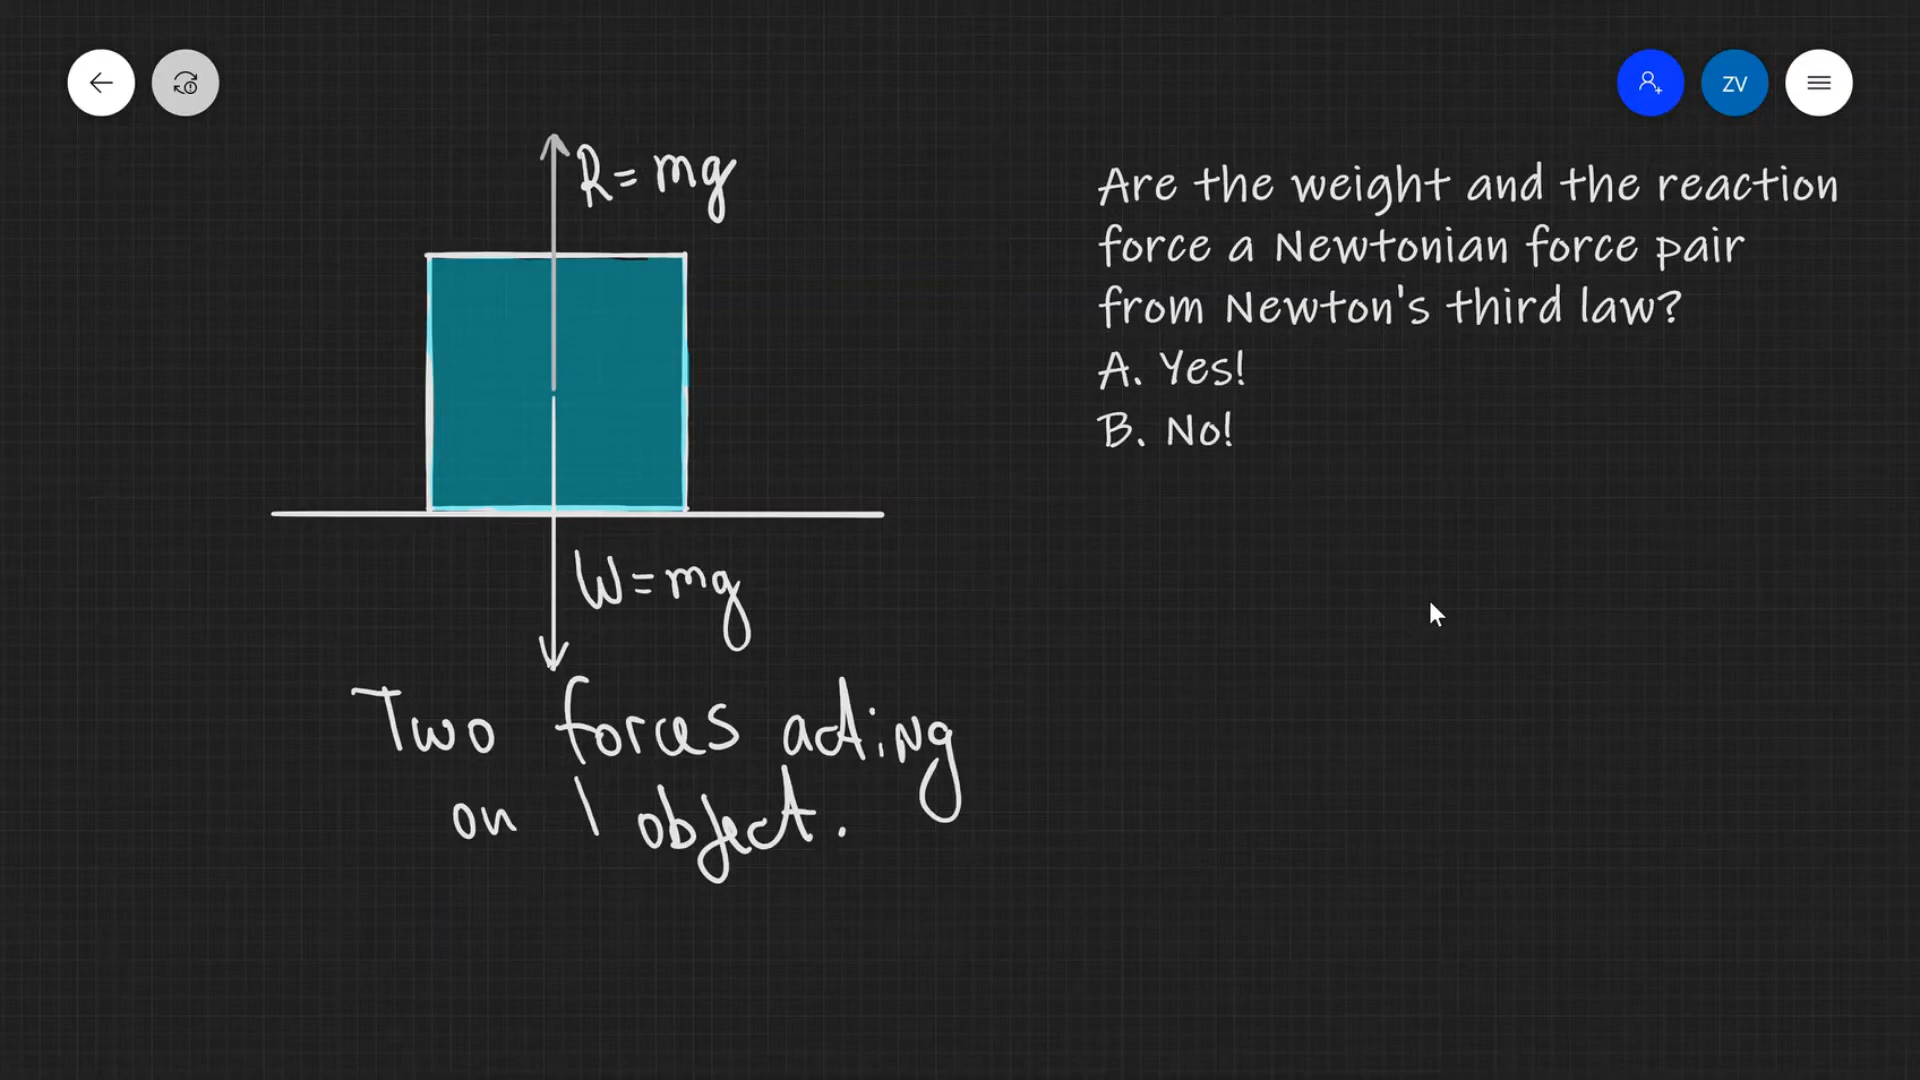 ZV
R = mg
Are the weight and the reaction
force a Newtonian force pair
from Newton's third law?
A. Yes!
B. No!
W = mg
Two forces acting
on 1 object.